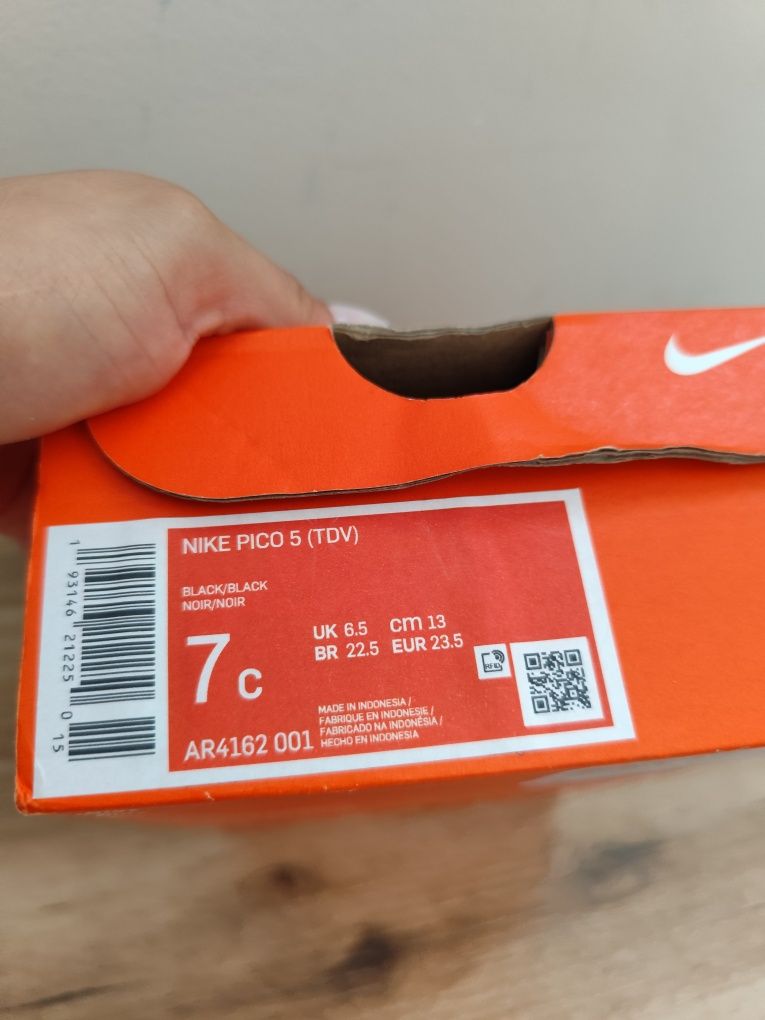 NIKE PICO 5 (TDV)
BLACK/BLACK
NOIR/NOIR
7 C
UK 6.5 cm 13
BR 22.5 EUR 23.5
RFID
MADE IN INDONESIA /
FABRIQUE EN INDONESIE /
FABRICADO NA INDONÉSIA /
HECHO EN INDONESIA
AR4162 001
1 93146 21225 0 15